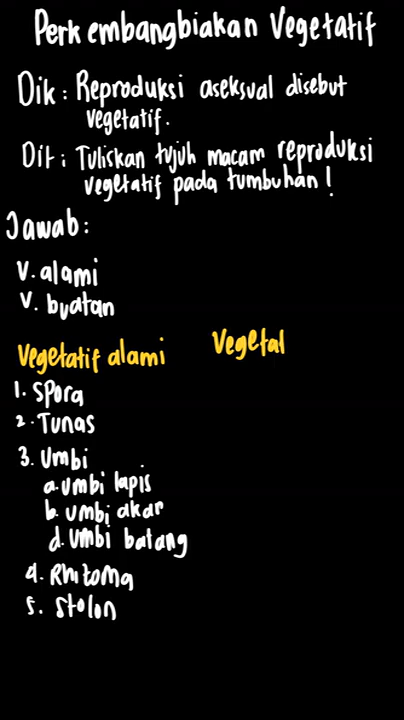 Perkembangbiakan Vegetatif
Dik : Reproduksi aseksual disebut
vegetatif.
Dit : Tuliskan tujuh macam reproduksi
vegetatif pada tumbuhan !
Jawab :
V. alami
V. buatan
Vegetatif alami
Vegetat
1. Spora
2. Tunas
3. Umbi
a. umbi lapis
b. umbi akar
d. umbi batang
4. Rhizoma
5. Stolon